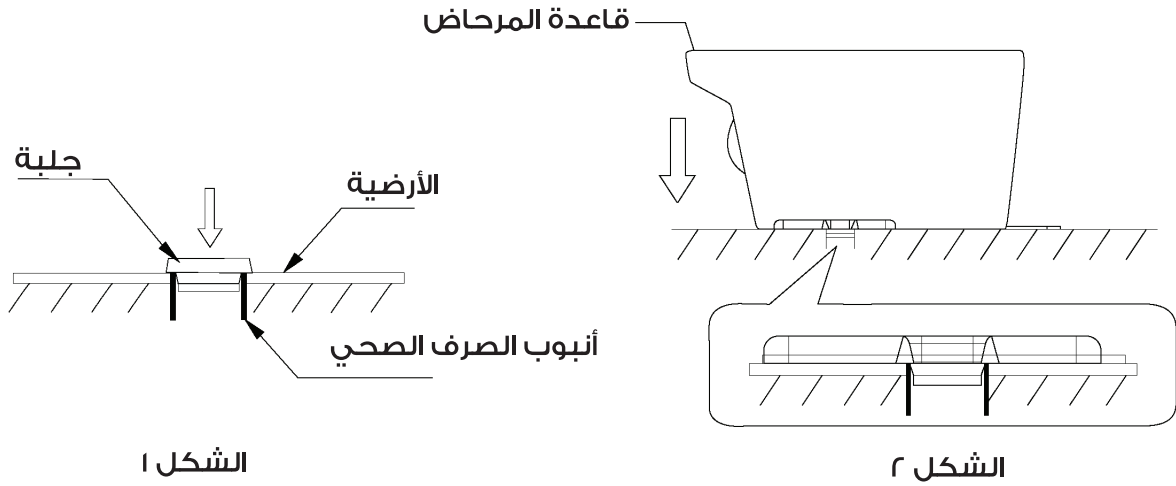 قاعدة المرحاض
جلبة
الأرضية
أنبوب الصرف الصحي
الشكل ١
الشكل ٢